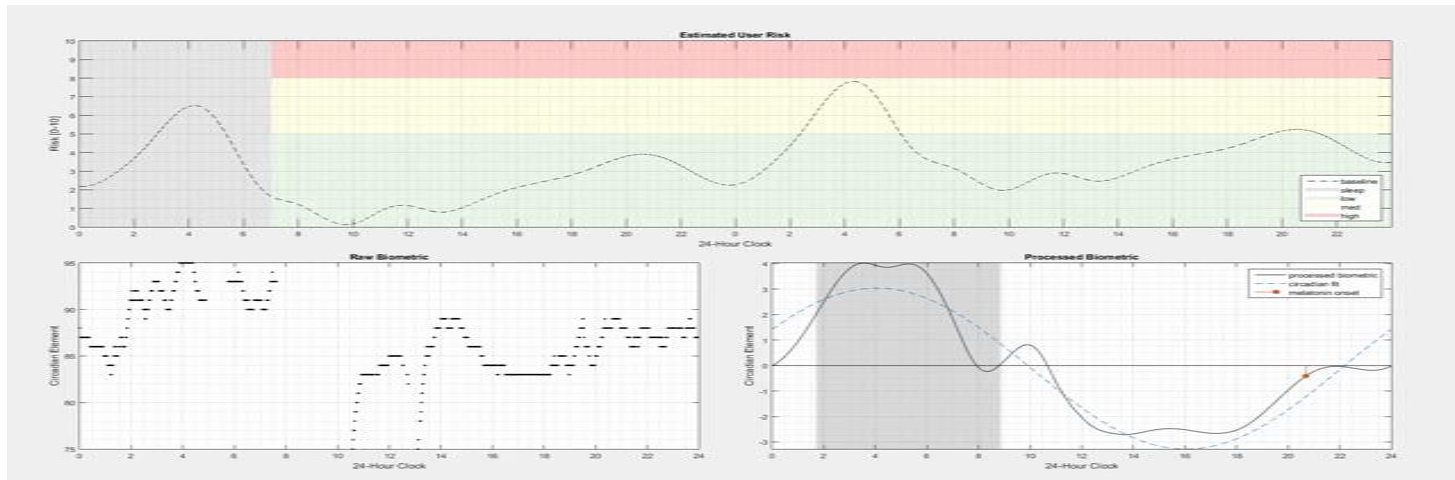 Estimated User Risk
10
9
8
7
6
5
4
3
2
1
0
Risk [0-10]
0 2 4 6 8 10 12 14 16 18 20 22 0 2 4 6 8 10 12 14 16 18 20 22
24-Hour Clock
baseline
sleep
low
med
high
Raw Biometric
95
90
85
80
75
Circadian Element
0 2 4 6 8 10 12 14 16 18 20 22 24
24-Hour Clock
Processed Biometric
4
3
2
1
0
-1
-2
-3
Circadian Element
processed biometric
circadian fit
melatonin onset
0 2 4 6 8 10 12 14 16 18 20 22 24
24-Hour Clock